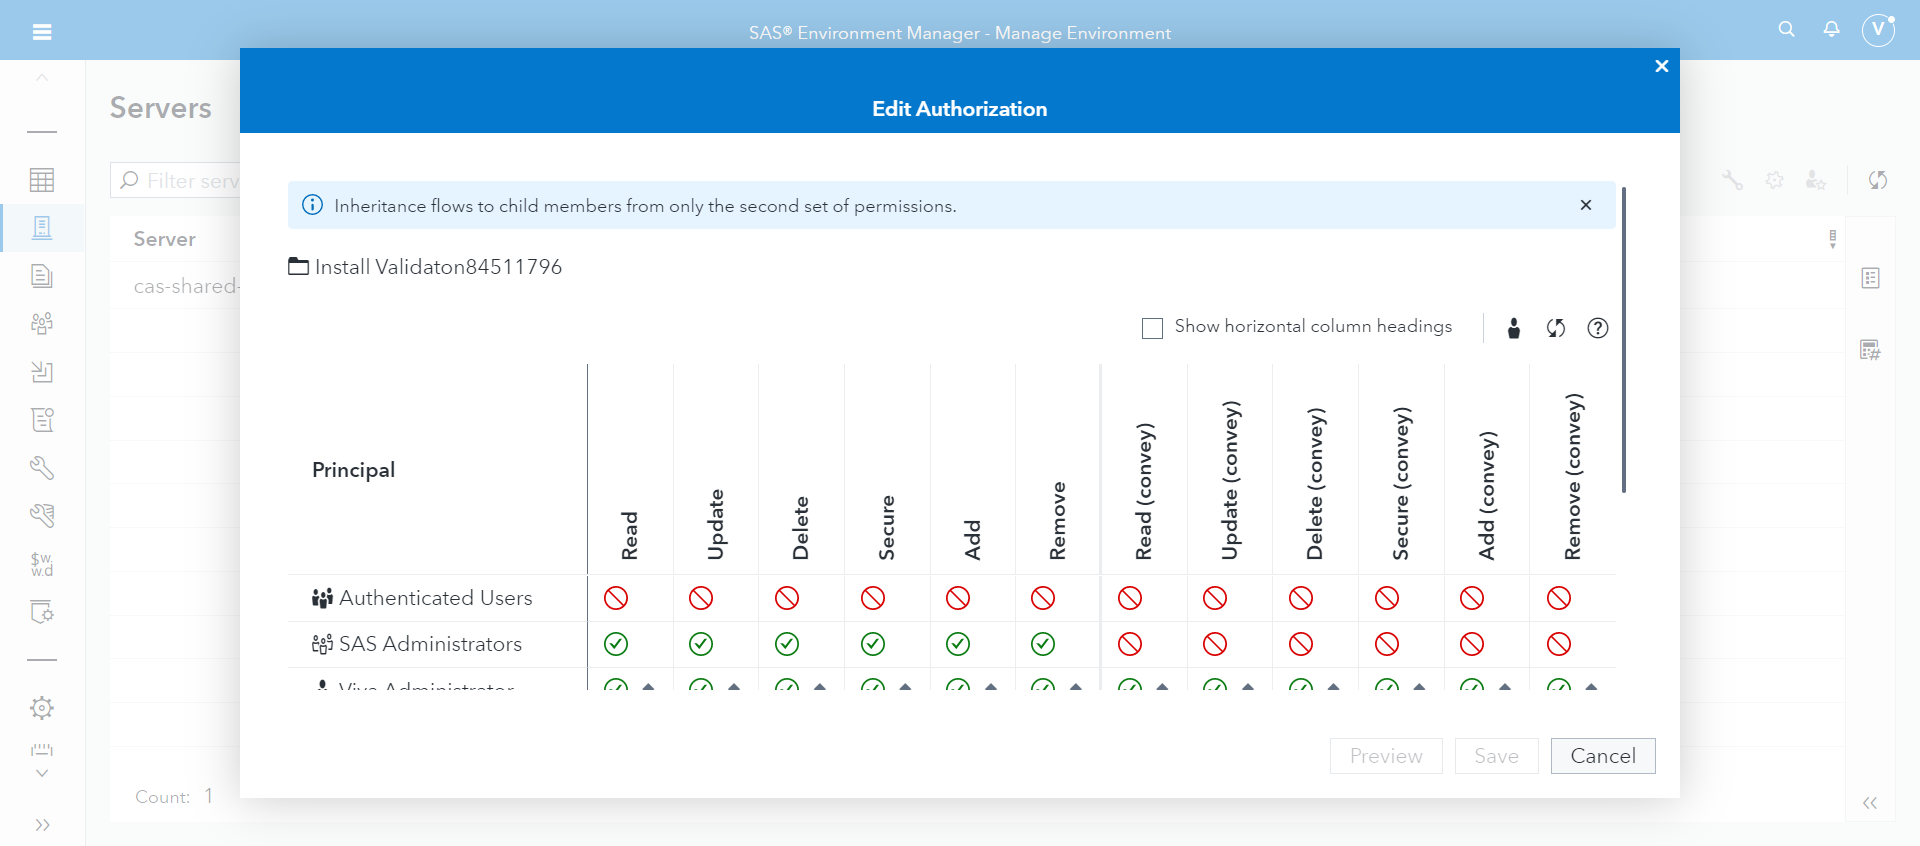 SAS® Environment Manager - Manage Environment
V
Edit Authorization
Servers
Filter serv
Inheritance flows to child members from only the second set of permissions.
Server
Install Validaton84511796
cas-shared-
Show horizontal column headings
Principal
Read
Update
Delete
Secure
Add
Remove
Read (convey)
Update (convey)
Delete (convey)
Secure (convey)
Add (convey)
Remove (convey)
$w.
w.d
Authenticated Users
SAS Administrators
Viya Administrator
Preview
Save
Cancel
Count: 1